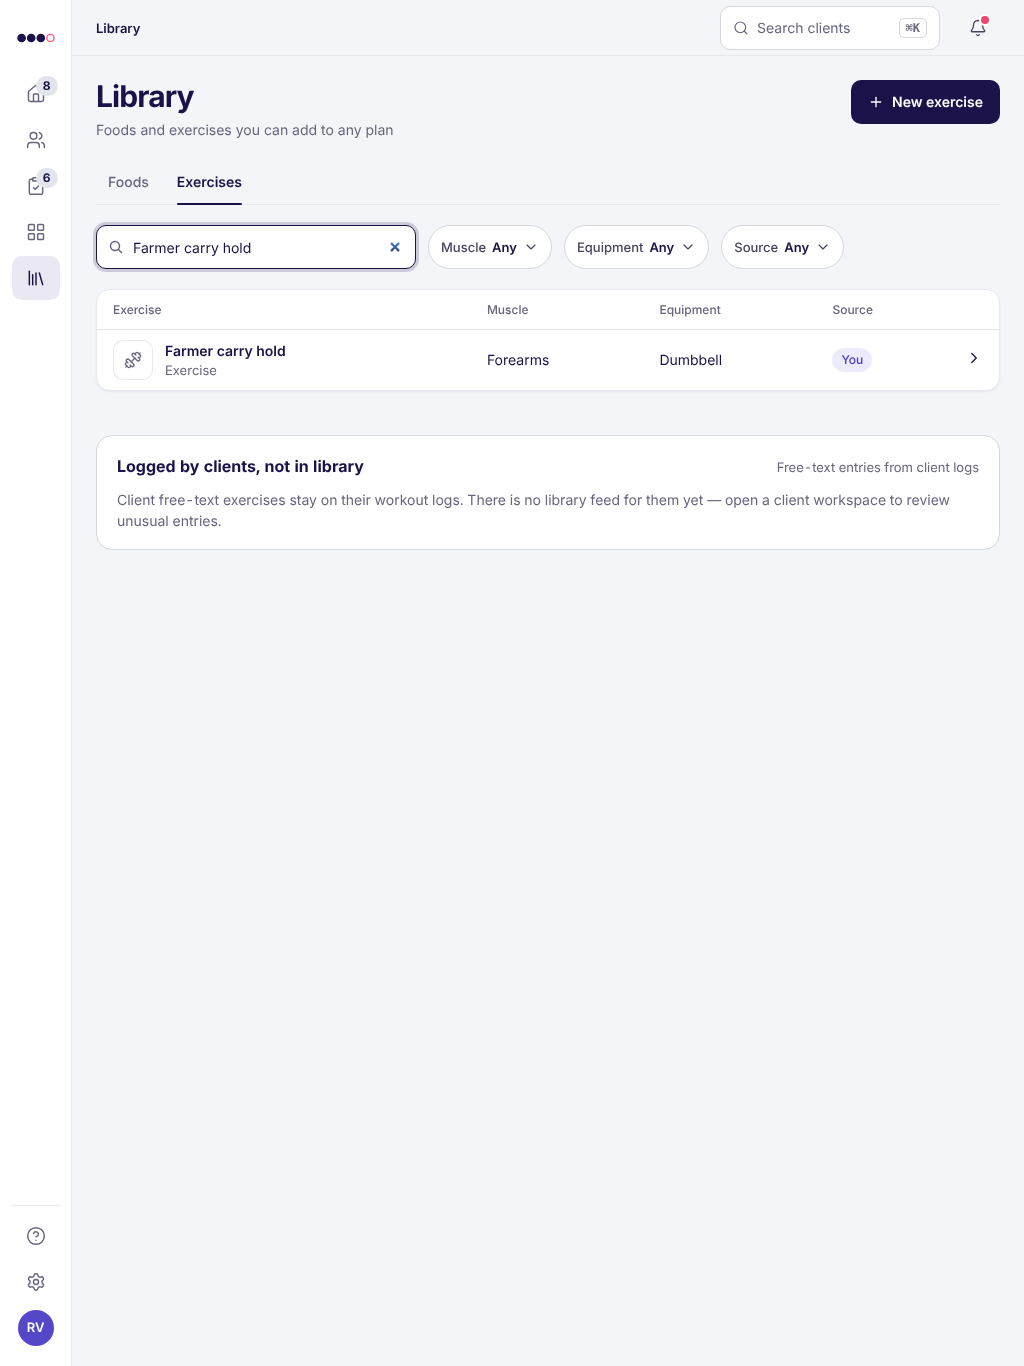 Library
Search clients
⌘K
8
6
Library
Foods and exercises you can add to any plan
New exercise
Foods
Exercises
Farmer carry hold
Muscle Any
Equipment Any
Source Any
Exercise
Muscle
Equipment
Source
Farmer carry hold
Exercise
Forearms
Dumbbell
You
Logged by clients, not in library
Free-text entries from client logs
Client free-text exercises stay on their workout logs. There is no library feed for them yet — open a client workspace to review
unusual entries.
RV